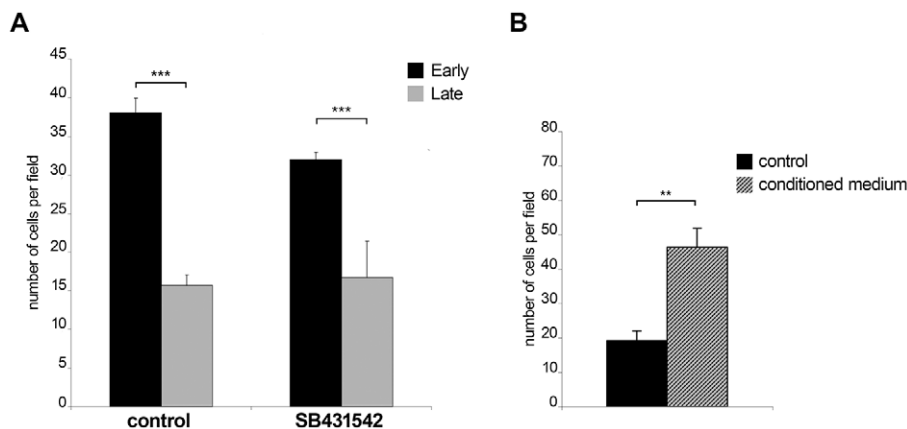 A
number of cells per field
45
40
35
30
25
20
15
10
5
0
***
***
Early
Late
control
SB431542
B
number of cells per field
80
70
60
50
40
30
20
10
0
**
control
conditioned medium